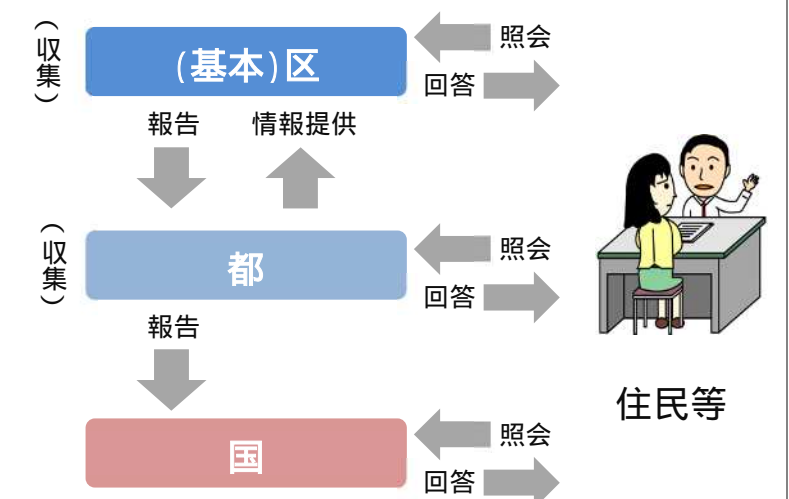 (収集)
(基本)区
照会
回答
報告
情報提供
(収集)
都
照会
回答
報告
住民等
国
照会
回答